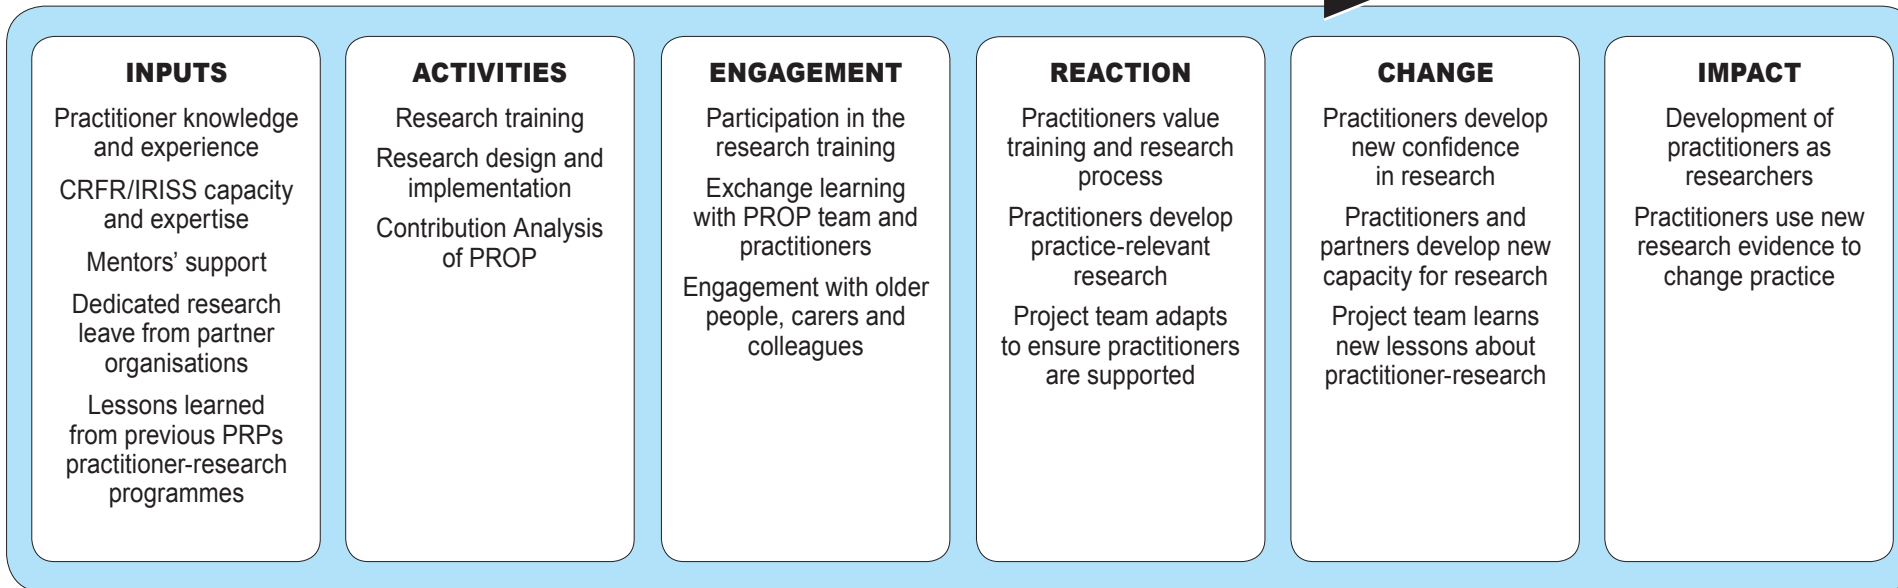 INPUTS
Practitioner knowledge
and experience
CRFR/IRISS capacity
and expertise
Mentors’ support
Dedicated research
leave from partner
organisations
Lessons learned
from previous PRPs
practitioner-research
programmes
ACTIVITIES
Research training
Research design and
implementation
Contribution Analysis
of PROP
ENGAGEMENT
Participation in the
research training
Exchange learning
with PROP team and
practitioners
Engagement with older
people, carers and
colleagues
REACTION
Practitioners value
training and research
process
Practitioners develop
practice-relevant
research
Project team adapts
to ensure practitioners
are supported
CHANGE
Practitioners develop
new confidence
in research
Practitioners and
partners develop new
capacity for research
Project team learns
new lessons about
practitioner-research
IMPACT
Development of
practitioners as
researchers
Practitioners use new
research evidence to
change practice